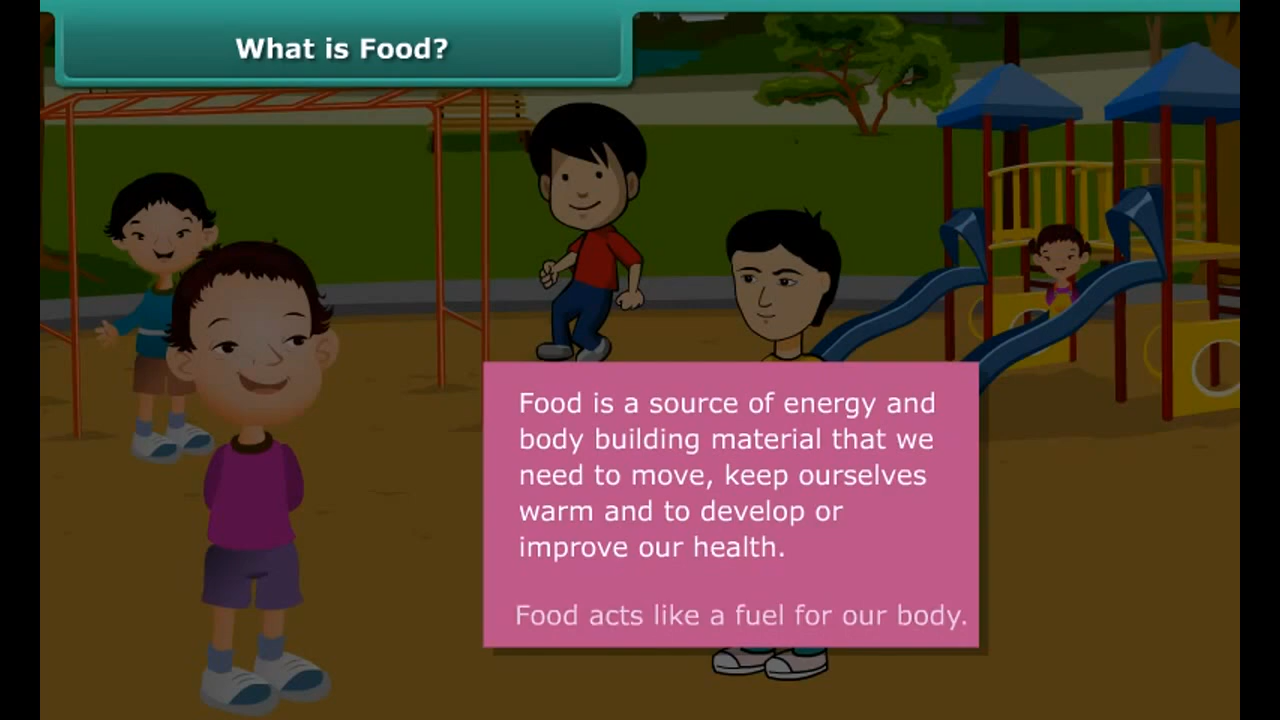 What is Food?
Food is a source of energy and
body building material that we
need to move, keep ourselves
warm and to develop or
improve our health.
Food acts like a fuel for our body.